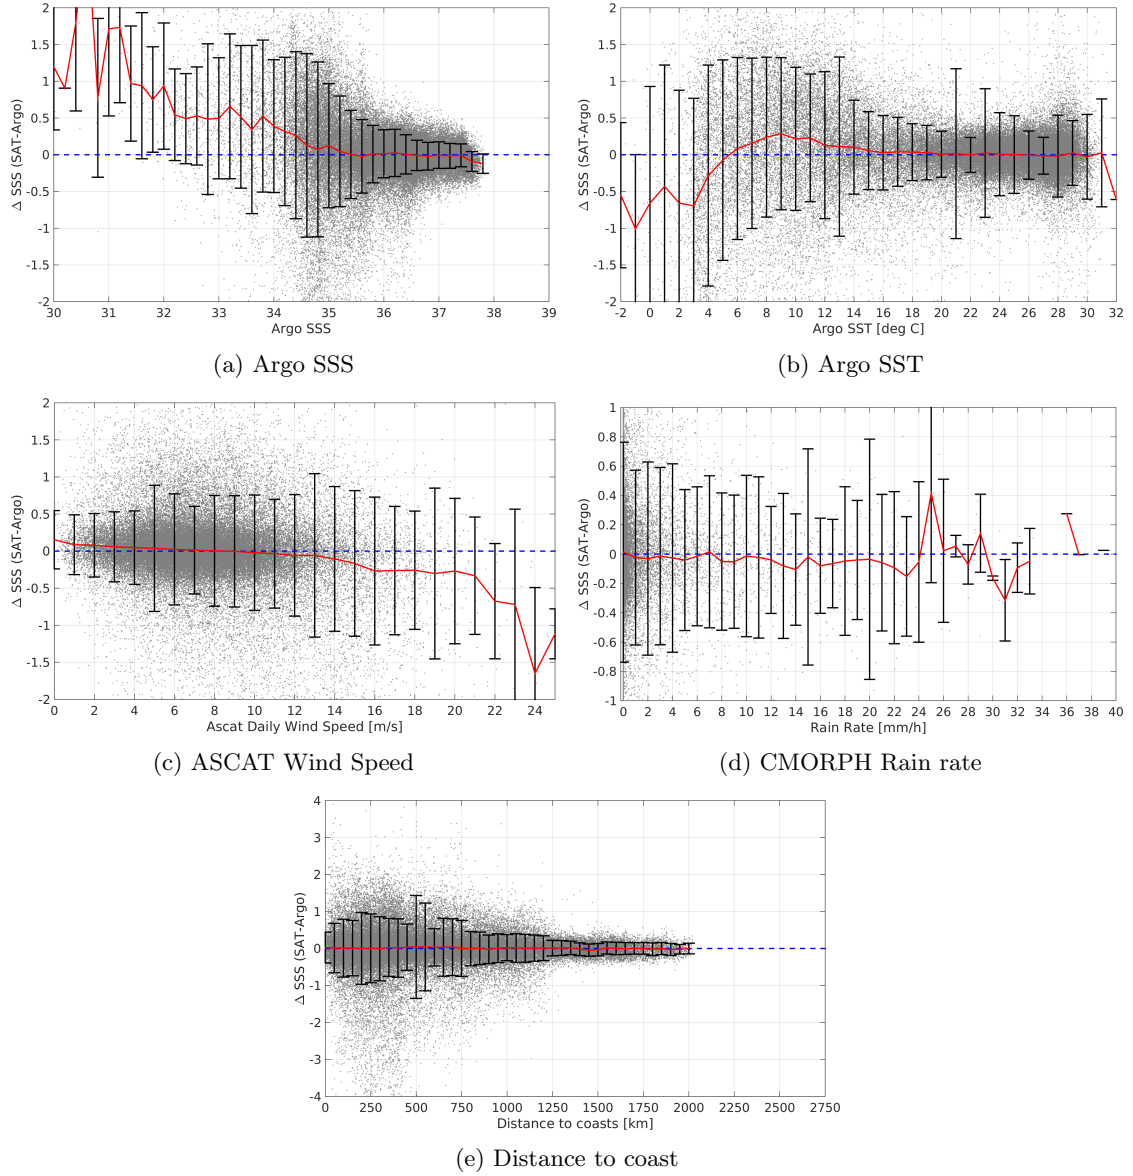 2
1.5
1
0.5
0
-0.5
-1
-1.5
-2
Δ SSS (SAT-Argo)
30 31 32 33 34 35 36 37 38 39
Argo SSS
2
1.5
1
0.5
0
-0.5
-1
-1.5
-2
Δ SSS (SAT-Argo)
-2 0 2 4 6 8 10 12 14 16 18 20 22 24 26 28 30 32
Argo SST [deg C]
(a) Argo SSS
(b) Argo SST
2
1.5
1
0.5
0
-0.5
-1
-1.5
-2
Δ SSS (SAT-Argo)
0 2 4 6 8 10 12 14 16 18 20 22 24
Ascat Daily Wind Speed [m/s]
1
0.8
0.6
0.4
0.2
0
-0.2
-0.4
-0.6
-0.8
-1
Δ SSS (SAT-Argo)
0 2 4 6 8 10 12 14 16 18 20 22 24 26 28 30 32 34 36 38 40
Rain Rate [mm/h]
(c) ASCAT Wind Speed
(d) CMORPH Rain rate
4
3
2
1
0
-1
-2
-3
-4
Δ SSS (SAT-Argo)
0 250 500 750 1000 1250 1500 1750 2000 2250 2500 2750
Distance to coasts [km]
(e) Distance to coast